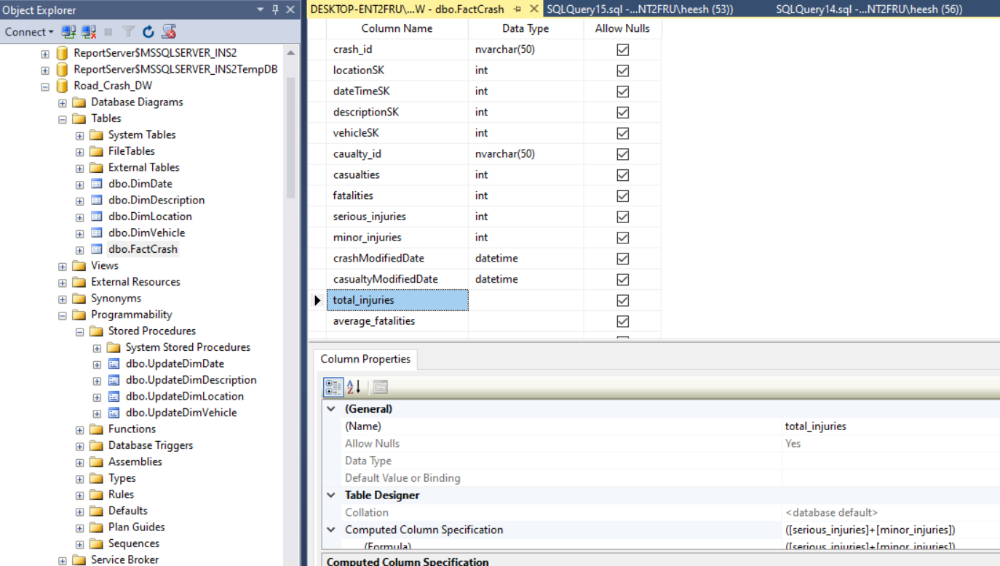 Object Explorer
Connect
ReportServer$MSSQLSERVER_INS2
ReportServer$MSSQLSERVER_INS2TempDB
Road_Crash_DW
Database Diagrams
Tables
System Tables
FileTables
External Tables
dbo.DimDate
dbo.DimDescription
dbo.DimLocation
dbo.DimVehicle
dbo.FactCrash
Views
External Resources
Synonyms
Programmability
Stored Procedures
System Stored Procedures
dbo.UpdateDimDate
dbo.UpdateDimDescription
dbo.UpdateDimLocation
dbo.UpdateDimVehicle
Functions
Database Triggers
Assemblies
Types
Rules
Defaults
Plan Guides
Sequences
Service Broker
DESKTOP-ENT2FRU\...W - dbo.FactCrash SQLQuery15.sql -...NT2FRU\heesh (53)) SQLQuery14.sql -...NT2FRU\heesh (56))
Column Name Data Type Allow Nulls
crash_id nvarchar(50)
locationSK int
dateTimeSK int
descriptionSK int
vehicleSK int
caualty_id nvarchar(50)
casualties int
fatalities int
serious_injuries int
minor_injuries int
crashModifiedDate datetime
casualtyModifiedDate datetime
total_injuries
average_fatalities
Column Properties
(General)
(Name) total_injuries
Allow Nulls Yes
Data Type
Default Value or Binding
Table Designer
Collation <database default>
Computed Column Specification ([serious_injuries]+[minor_injuries])
(Formula) ([serious_injuries]+[minor_injuries])
Computed Column Specification